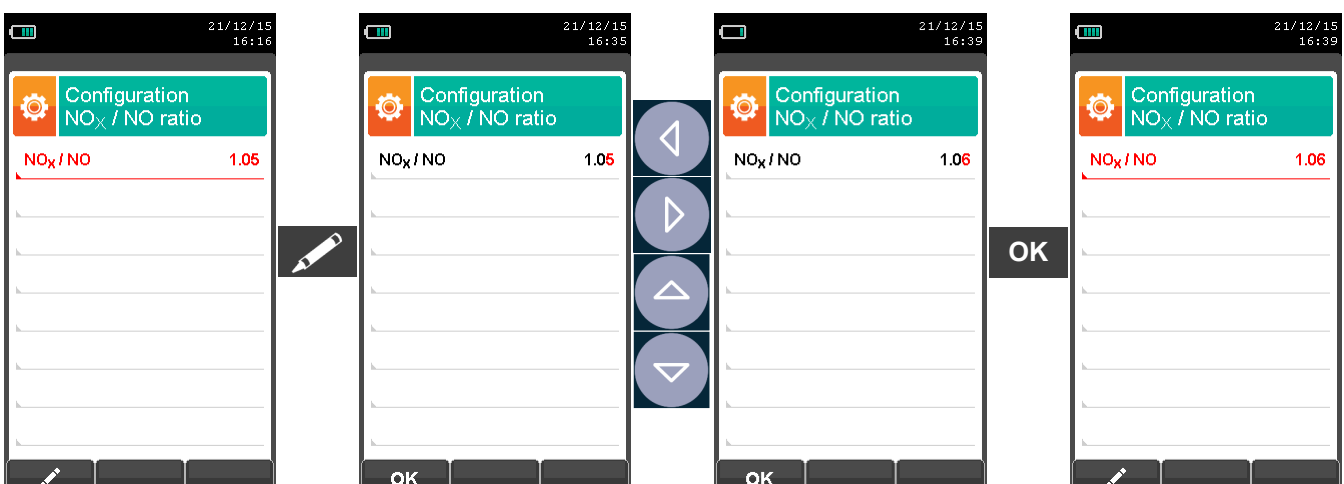 21/12/15
16:16
Configuration
NOX / NO ratio
NOX / NO 1.05
21/12/15
16:35
Configuration
NOX / NO ratio
NOX / NO 1.05
OK
21/12/15
16:39
Configuration
NOX / NO ratio
NOX / NO 1.06
OK
OK
21/12/15
16:39
Configuration
NOX / NO ratio
NOX / NO 1.06